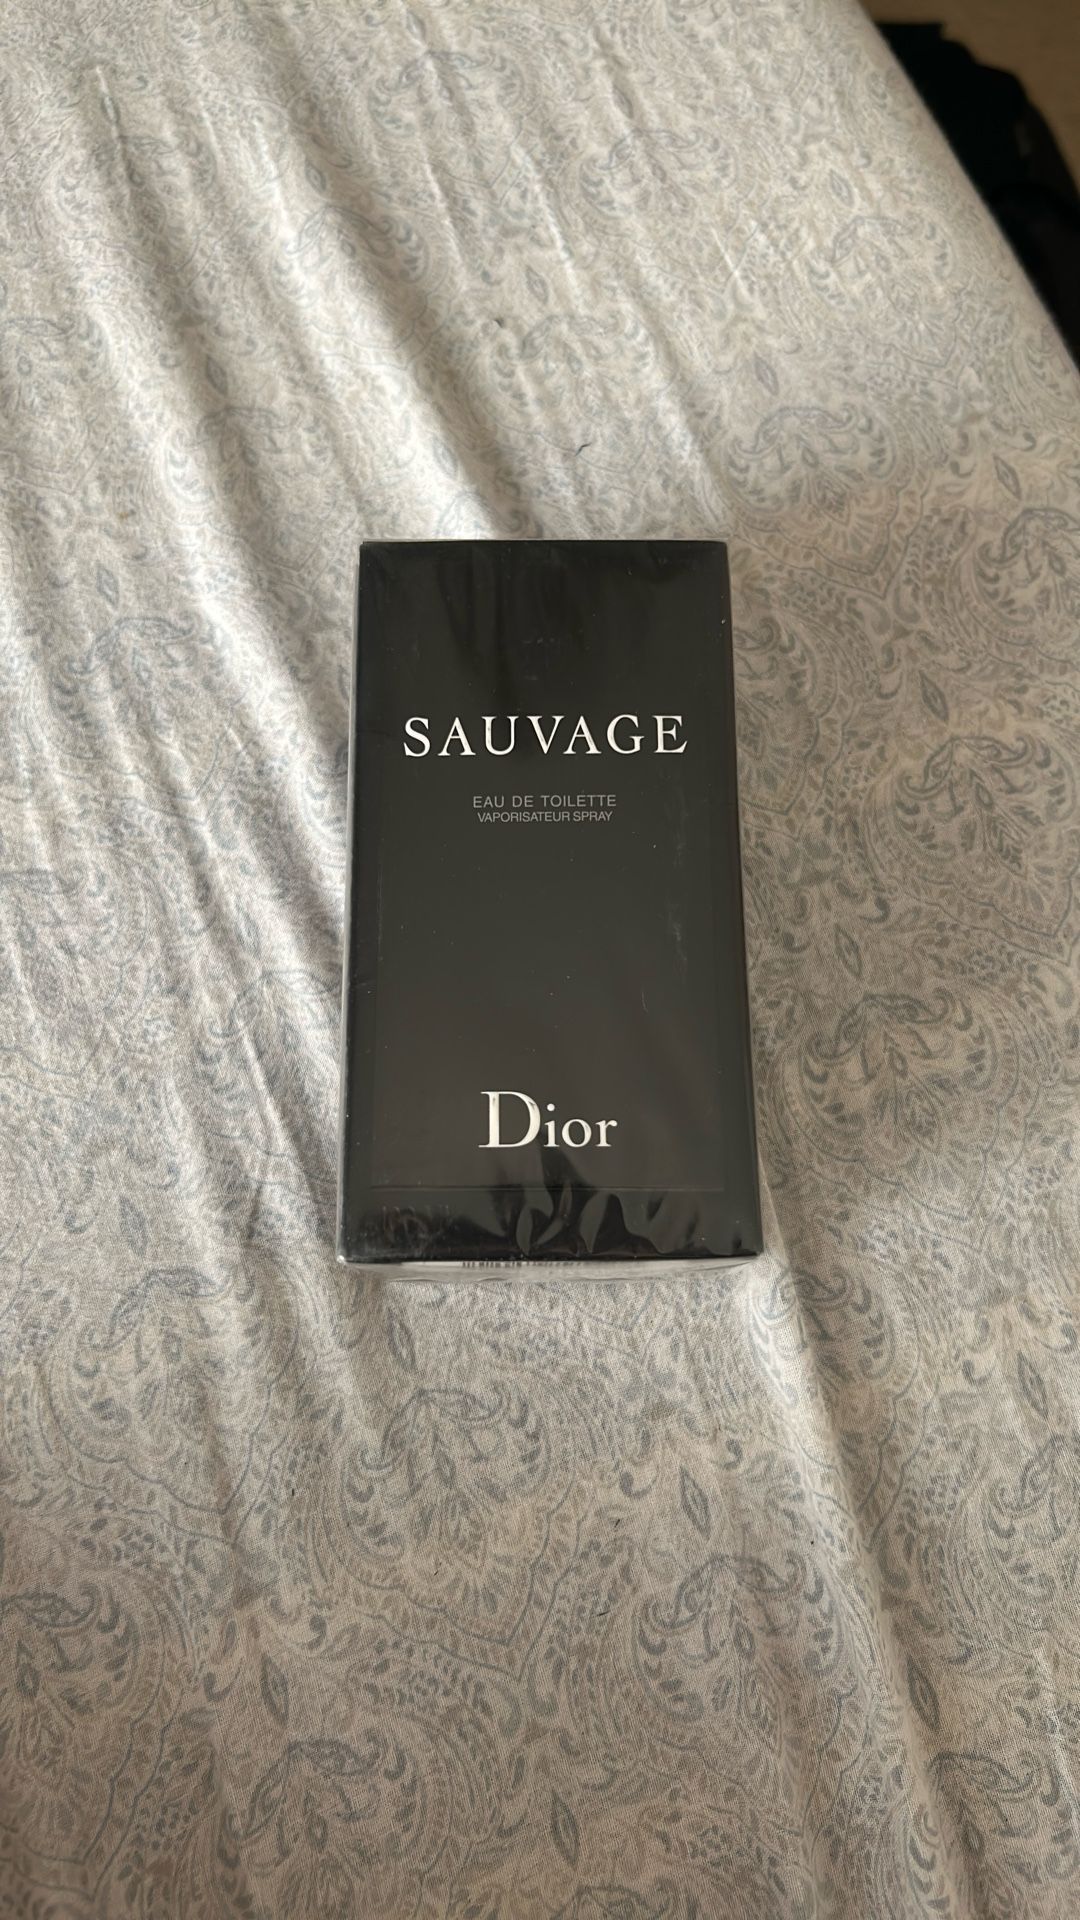 SAUVAGE
EAU DE TOILETTE
VAPORISATEUR SPRAY
Dior